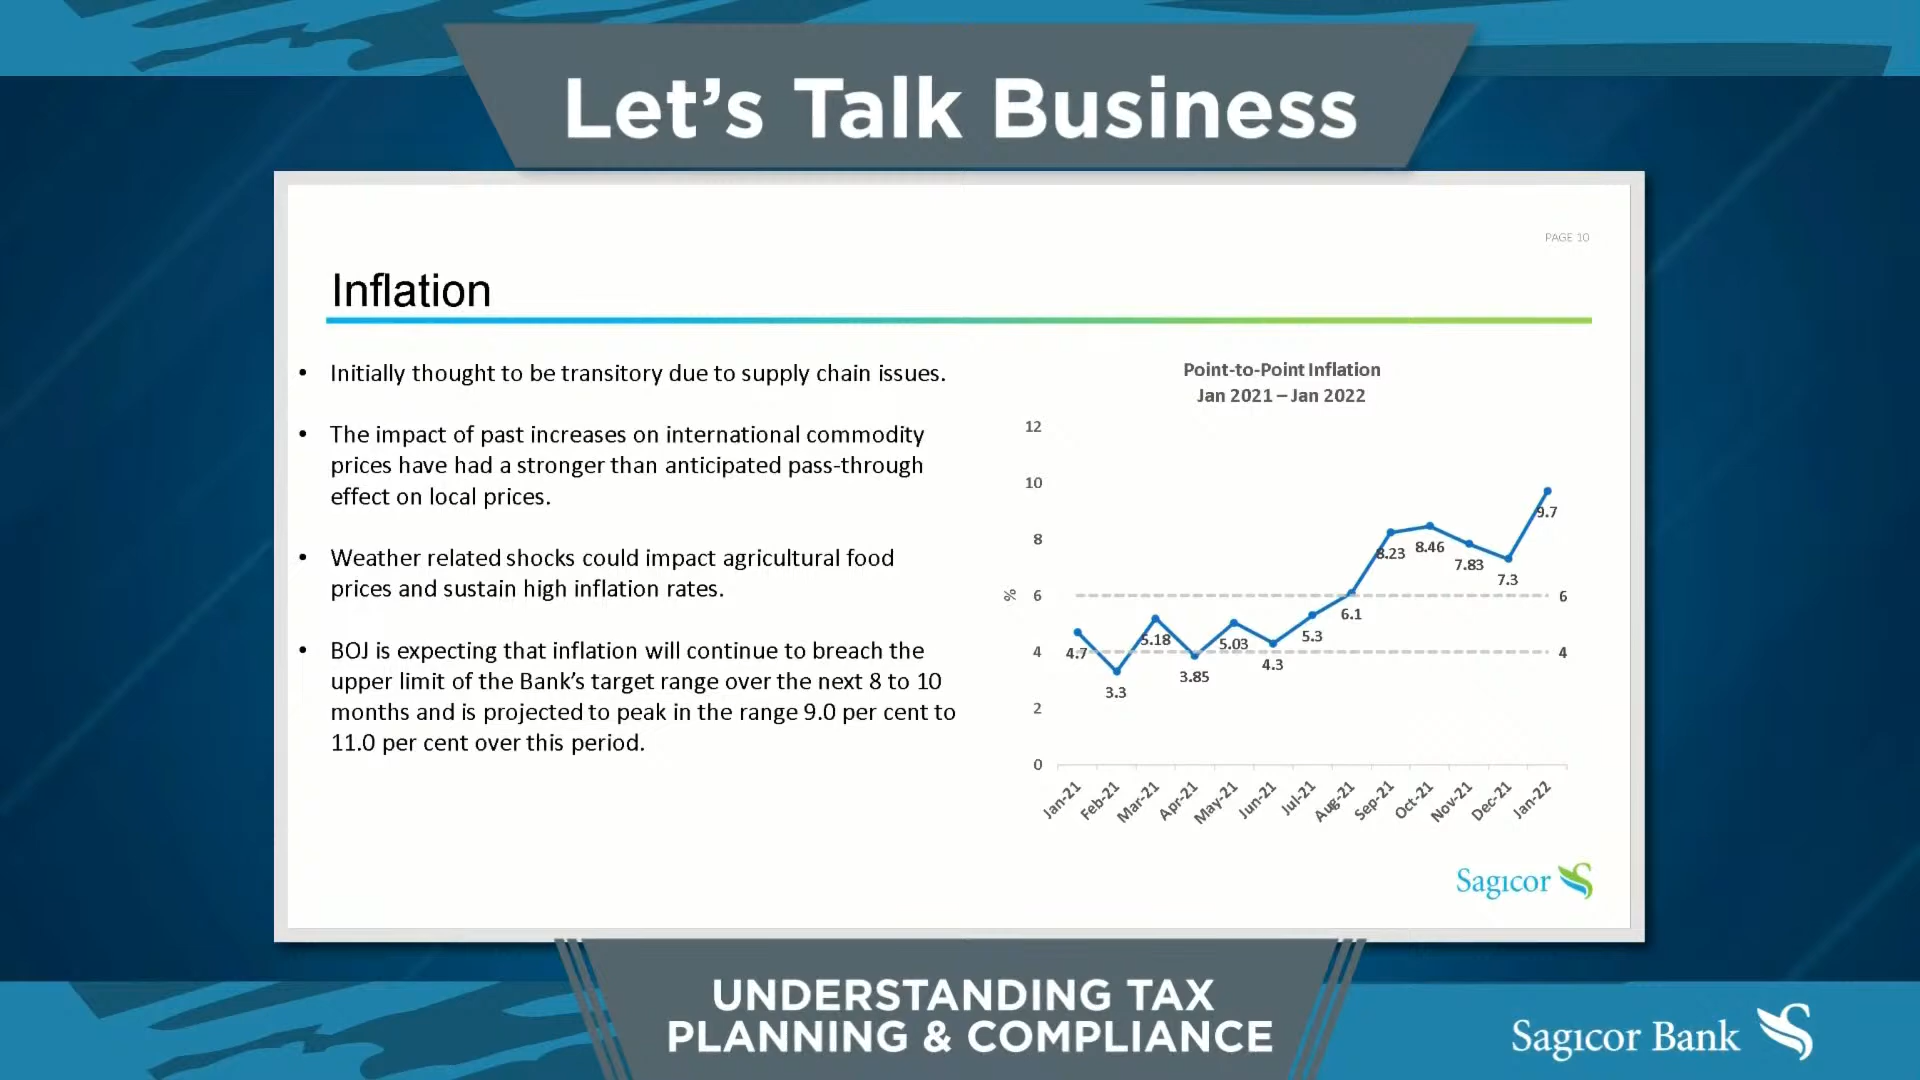 Let's Talk Business
PAGE 10
Inflation
• Initially thought to be transitory due to supply chain issues.
• The impact of past increases on international commodity
prices have had a stronger than anticipated pass-through
effect on local prices.
• Weather related shocks could impact agricultural food
prices and sustain high inflation rates.
• BOJ is expecting that inflation will continue to breach the
upper limit of the Bank’s target range over the next 8 to 10
months and is projected to peak in the range 9.0 per cent to
11.0 per cent over this period.
Point-to-Point Inflation
Jan 2021 – Jan 2022
12
10
8
6
4
2
0
%
4.7
3.3
5.18
3.85
5.03
4.3
5.3
6.1
8.23
8.46
7.83
7.3
9.7
6
4
Jan-21
Feb-21
Mar-21
Apr-21
May-21
Jun-21
Jul-21
Aug-21
Sep-21
Oct-21
Nov-21
Dec-21
Jan-22
Sagicor
UNDERSTANDING TAX
PLANNING & COMPLIANCE
Sagicor Bank